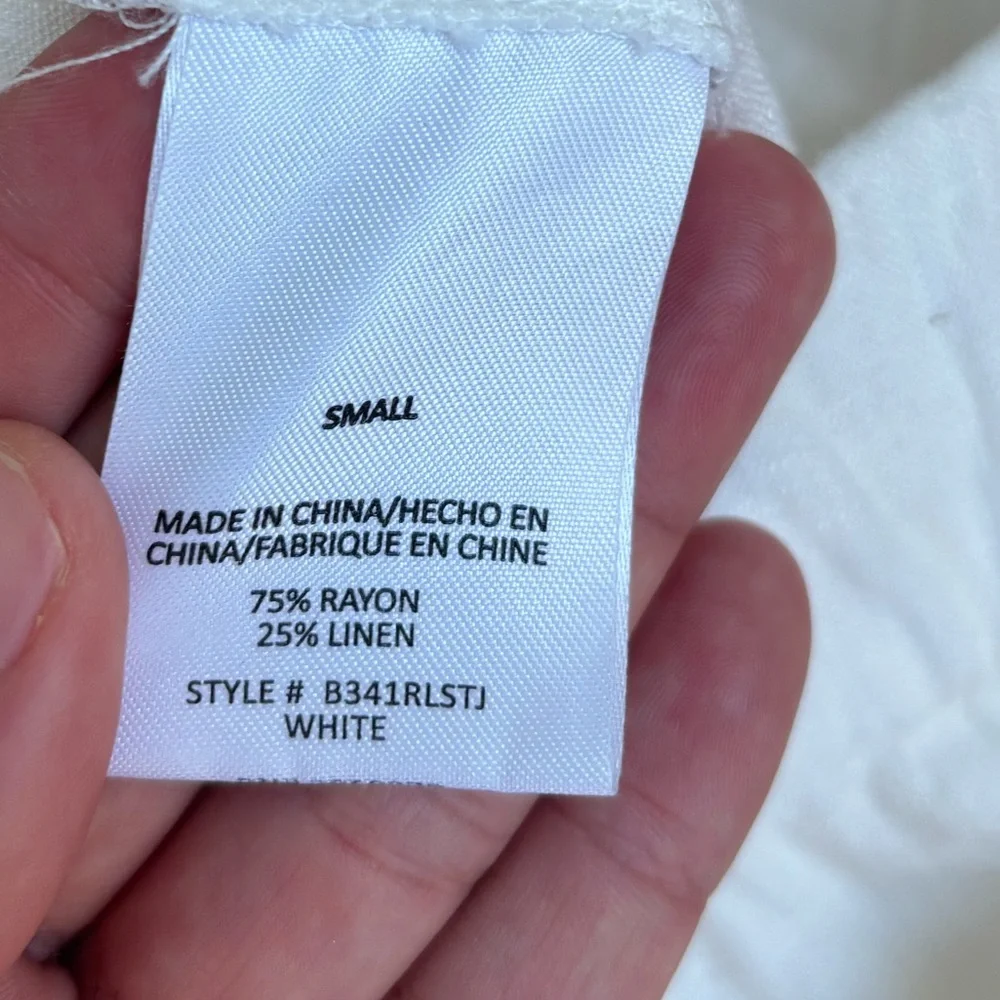 SMALL
MADE IN CHINA/HECHO EN
CHINA/FABRIQUE EN CHINE
75% RAYON
25% LINEN
STYLE # B341RLSTJ
WHITE